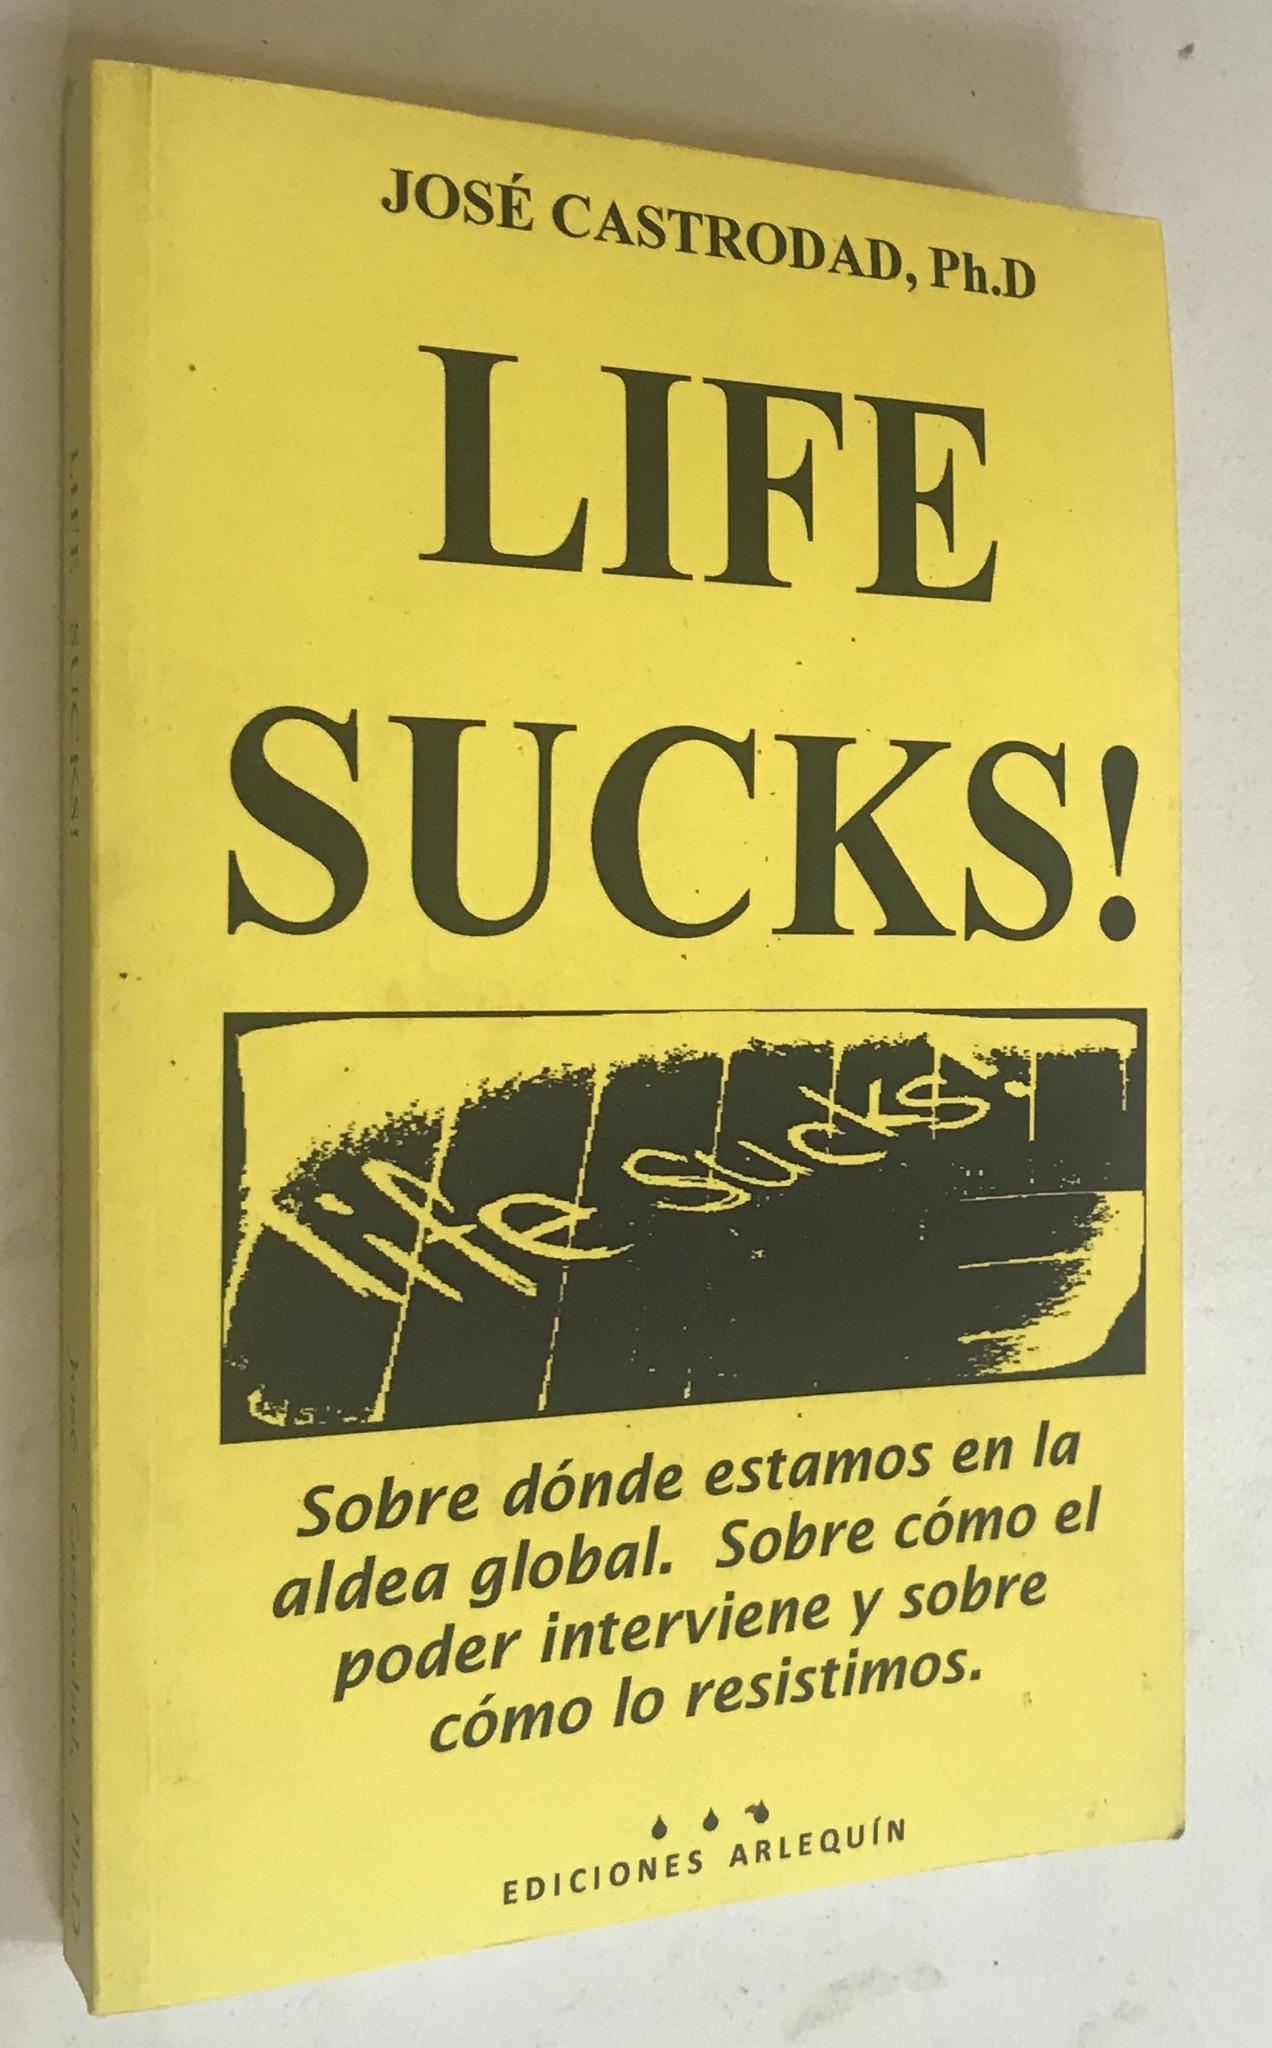 JOSÉ CASTRODAD, Ph.D
LIFE
SUCKS!
life sucks!
Sobre dónde estamos en la
aldea global. Sobre cómo el
poder interviene y sobre
cómo lo resistimos.
EDICIONES ARLEQUÍN
LIFE SUCKS! José Castrodad, Ph.D